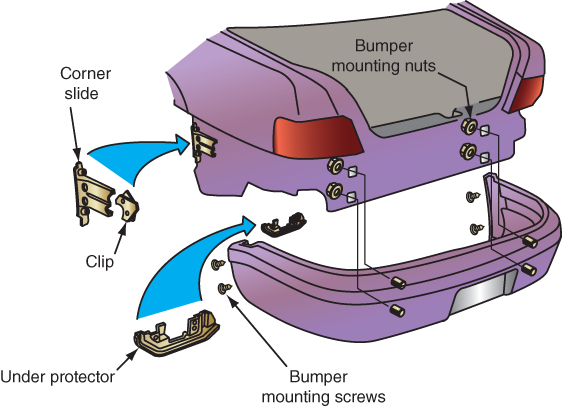 Bumper
mounting nuts
Corner
slide
Clip
Under protector
Bumper
mounting screws